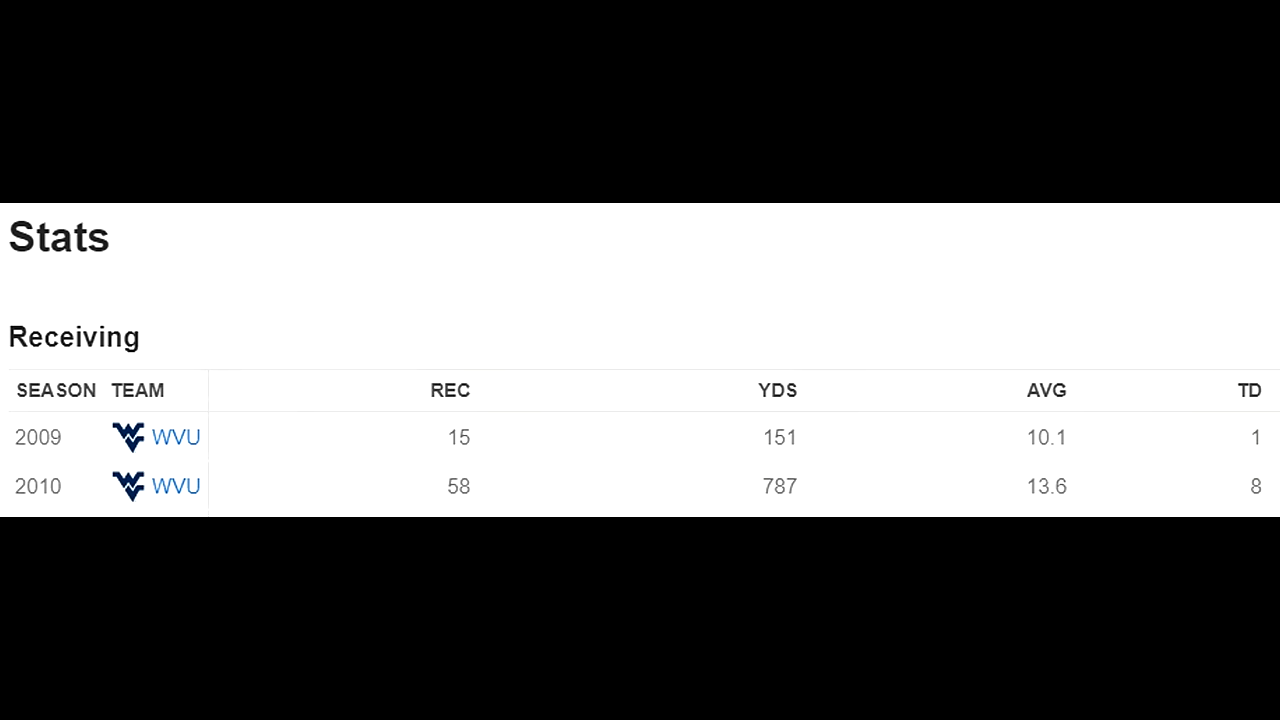 Stats
Receiving
SEASON TEAM REC YDS AVG TD
2009 WVU 15 151 10.1 1
2010 WVU 58 787 13.6 8